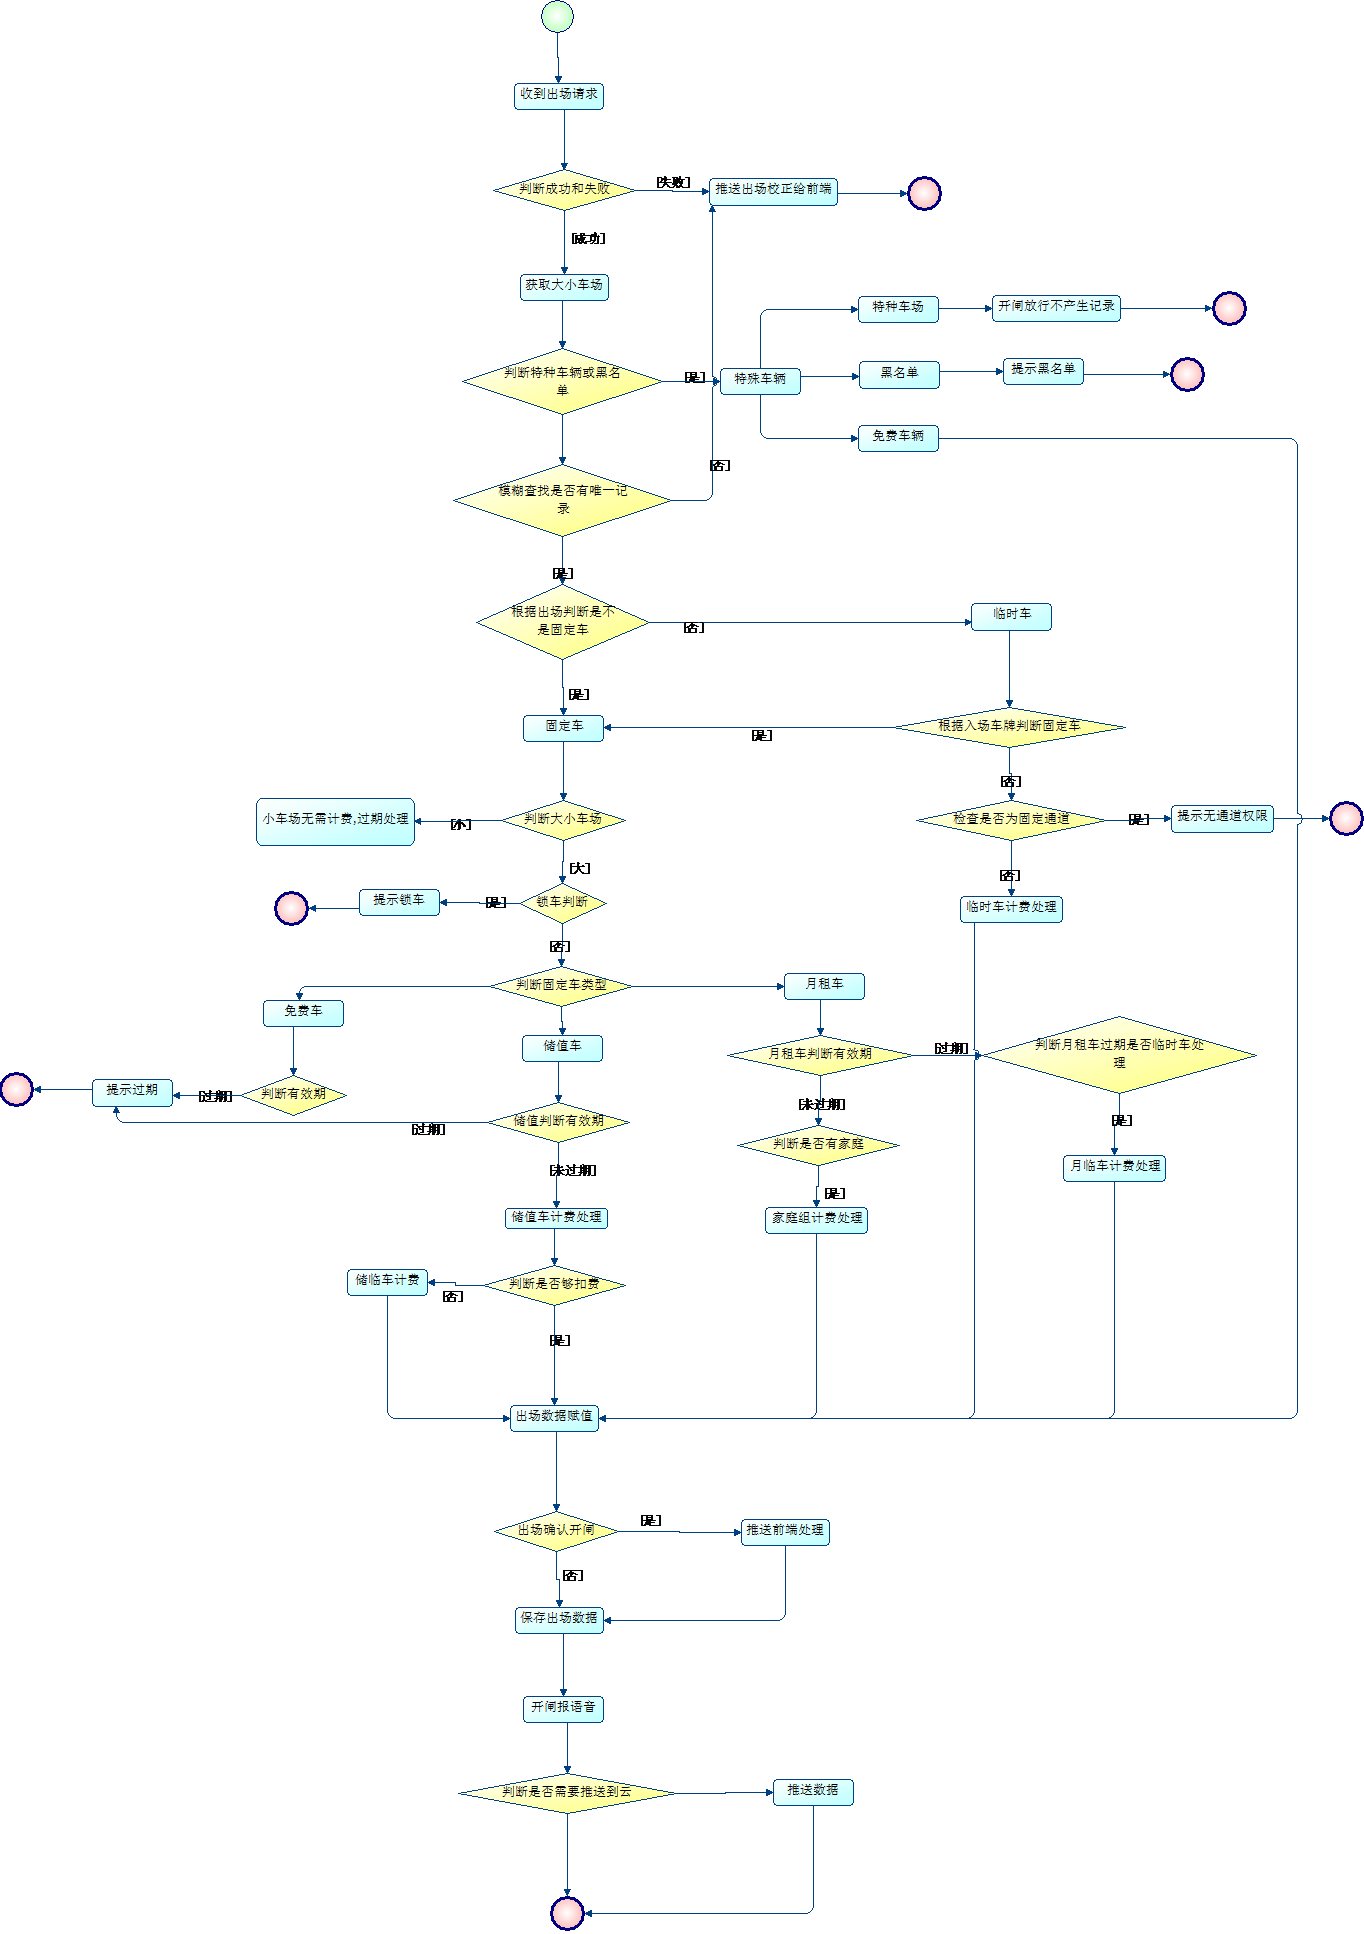 收到出场请求
判断成功和失败
[失败]
推送出场校正给前端
[成功]
获取大小车场
特种车场
开闸放行不产生记录
判断特种车辆或黑名
单
[是]
特殊车辆
黑名单
提示黑名单
免费车辆
[否]
模糊查找是否有唯一记
录
[是]
根据出场判断是不
是固定车
[否]
临时车
[是]
固定车
[是]
根据入场车牌判断固定车
[否]
小车场无需计费,过期处理
[小]
判断大小车场
检查是否为固定通道
[是]
提示无通道权限
[大]
[否]
提示锁车
[是]
锁车判断
临时车计费处理
[否]
判断固定车类型
月租车
免费车
储值车
月租车判断有效期
[过期]
判断月租车过期是否临时车处
理
提示过期
[过期]
判断有效期
[未过期]
储值判断有效期
[过期]
[是]
判断是否有家庭
[未过期]
月临车计费处理
[是]
储值车计费处理
家庭组计费处理
储临车计费
[否]
判断是否够扣费
[是]
出场数据赋值
出场确认开闸
[是]
推送前端处理
[否]
保存出场数据
开闸报语音
判断是否需要推送到云
推送数据